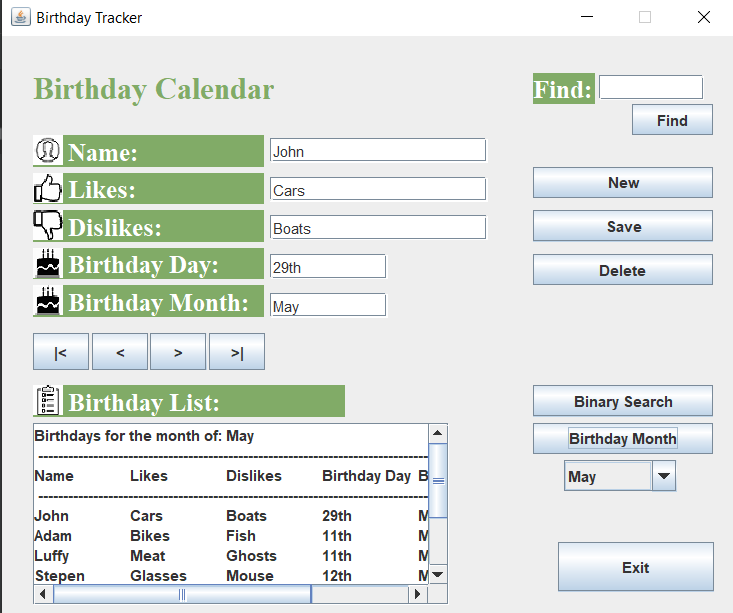 Birthday Tracker
Birthday Calendar
Find:
Find
Name: John
Likes: Cars
Dislikes: Boats
Birthday Day: 29th
Birthday Month: May
New
Save
Delete
|< < > >|
Birthday List:
Birthdays for the month of: May
--------------------------------------------------------------------------------
Name Likes Dislikes Birthday Day B
--------------------------------------------------------------------------------
John Cars Boats 29th M
Adam Bikes Fish 11th M
Luffy Meat Ghosts 11th M
Stepen Glasses Mouse 12th M
Binary Search
Birthday Month
May
Exit